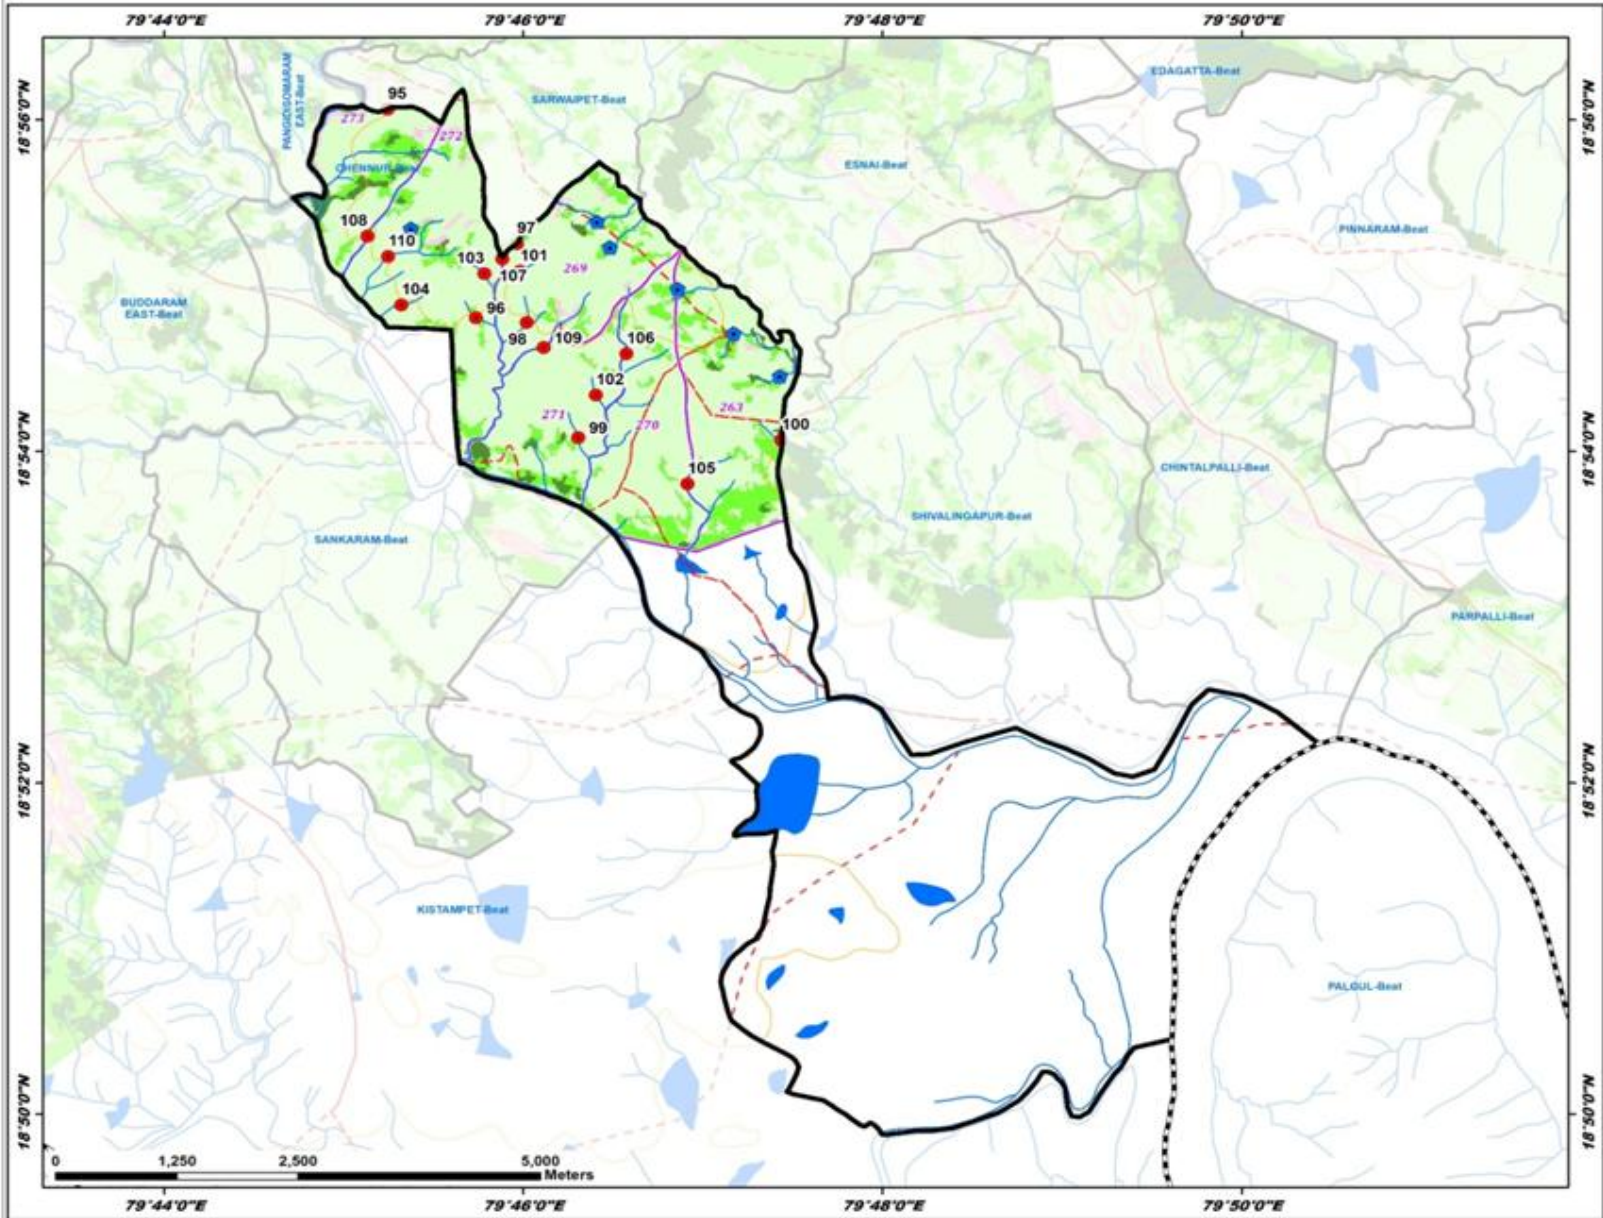 79°44'0"E
79°46'0"E
79°48'0"E
79°50'0"E
18°56'0"N
18°56'0"N
EDAGATTA-Beat
PANGIDISOMARAM
EAST-Beat
SARWAIPET-Beat
95
273
272
CHENNUR-Beat
ESNAI-Beat
PINNARAM-Beat
108
110
97
101
103
107
269
104
96
BUDDARAM
EAST-Beat
98
109
106
102
271
99
270
263
100
18°54'0"N
18°54'0"N
105
CHINTALPALLI-Beat
SHIVALINGAPUR-Beat
SANKARAM-Beat
PARPALLI-Beat
18°52'0"N
18°52'0"N
KISTAMPET-Beat
PALGUL-Beat
18°50'0"N
18°50'0"N
0
1,250
2,500
5,000
Meters
79°44'0"E
79°46'0"E
79°48'0"E
79°50'0"E